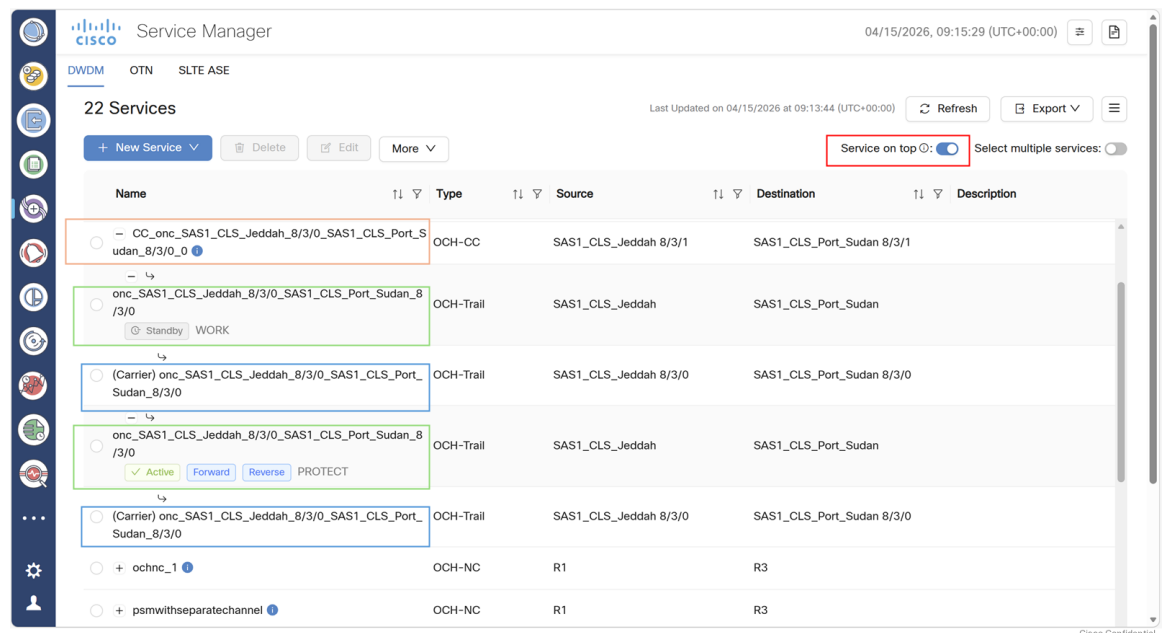 CISCO Service Manager 04/15/2026, 09:15:29 (UTC+00:00)
DWDM OTN SLTE ASE
22 Services Last Updated on 04/15/2026 at 09:13:44 (UTC+00:00) Refresh Export
+ New Service Delete Edit More Service on top: Select multiple services:
Name Type Source Destination Description
CC_onc_SAS1_CLS_Jeddah_8/3/0_SAS1_CLS_Port_S
udan_8/3/0_0 OCH-CC SAS1_CLS_Jeddah 8/3/1 SAS1_CLS_Port_Sudan 8/3/1
onc_SAS1_CLS_Jeddah_8/3/0_SAS1_CLS_Port_Sudan_8
/3/0 OCH-Trail SAS1_CLS_Jeddah SAS1_CLS_Port_Sudan
Standby WORK
(Carrier) onc_SAS1_CLS_Jeddah_8/3/0_SAS1_CLS_Port_ OCH-Trail SAS1_CLS_Jeddah 8/3/0 SAS1_CLS_Port_Sudan 8/3/0
Sudan_8/3/0
onc_SAS1_CLS_Jeddah_8/3/0_SAS1_CLS_Port_Sudan_8
/3/0 OCH-Trail SAS1_CLS_Jeddah SAS1_CLS_Port_Sudan
Active Forward Reverse PROTECT
(Carrier) onc_SAS1_CLS_Jeddah_8/3/0_SAS1_CLS_Port_ OCH-Trail SAS1_CLS_Jeddah 8/3/0 SAS1_CLS_Port_Sudan 8/3/0
Sudan_8/3/0
+ ochnc_1 OCH-NC R1 R3
+ psmwithseparatechannel OCH-NC R1 R3